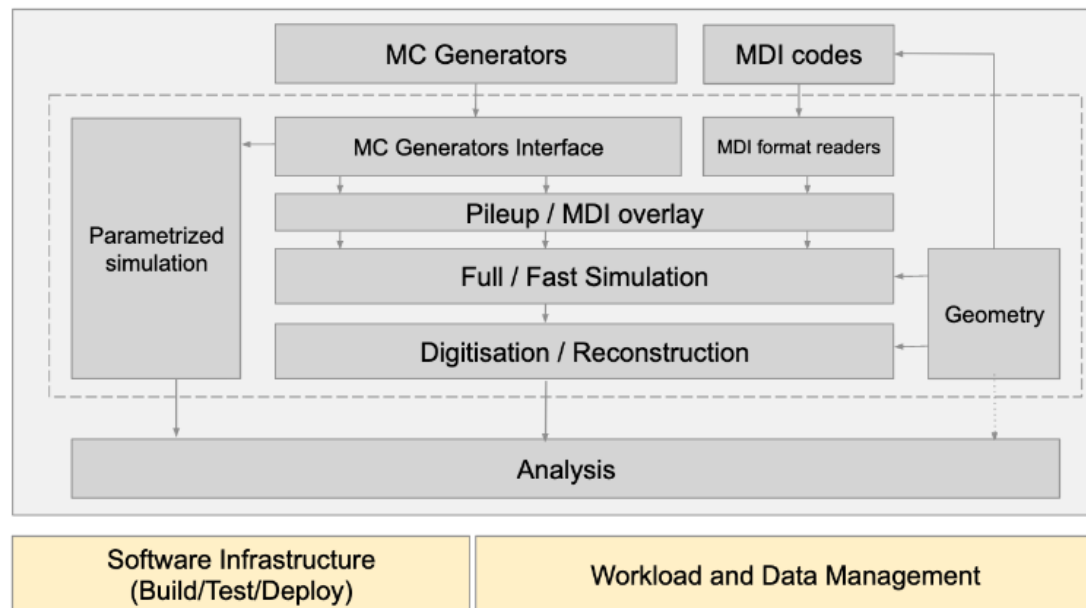 MC Generators
MDI codes
MC Generators Interface
MDI format readers
Pileup / MDI overlay
Parametrized
simulation
Full / Fast Simulation
Geometry
Digitisation / Reconstruction
Analysis
Software Infrastructure
(Build/Test/Deploy)
Workload and Data Management